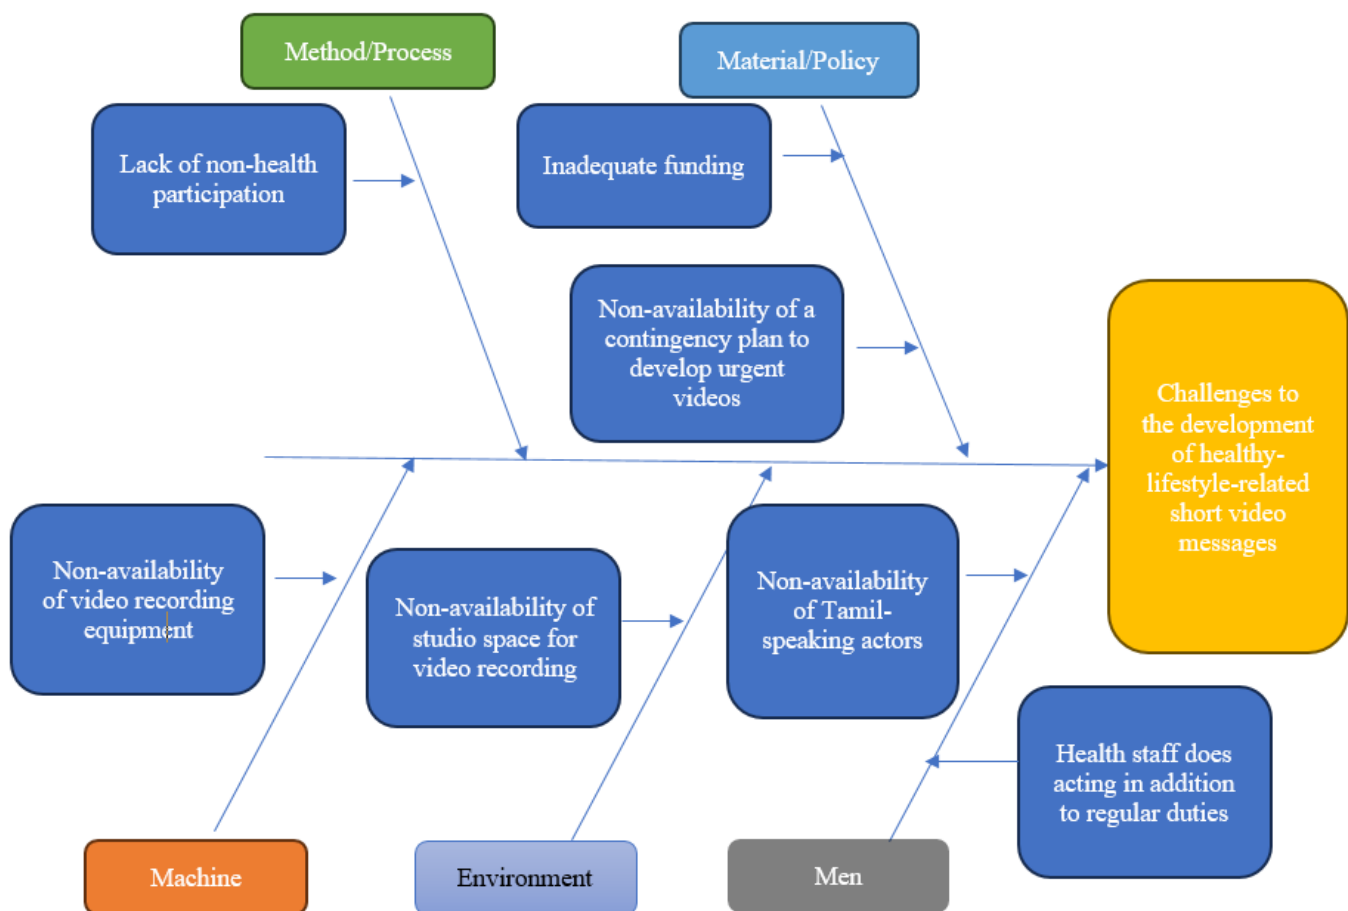 Method/Process
Material/Policy
Lack of non-health
participation
Inadequate funding
Non-availability of a
contingency plan to
develop urgent
videos
Challenges to
the development
of healthy-
lifestyle-related
short video
messages
Non-availability
of video recording
equipment
Non-availability of
studio space for
video recording
Non-availability
of Tamil-
speaking actors
Health staff does
acting in addition
to regular duties
Machine
Environment
Men